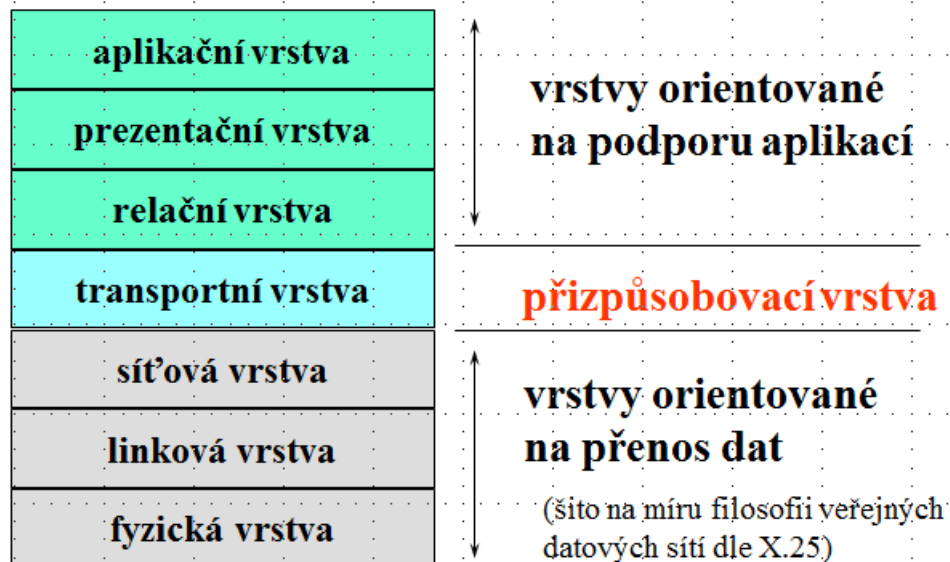 aplikační vrstva
prezentační vrstva
relační vrstva
transportní vrstva
síťová vrstva
linková vrstva
fyzická vrstva
vrstvy orientované
na podporu aplikací
přizpůsobovací vrstva
vrstvy orientované
na přenos dat
(šito na míru filosofii veřejných
datových sítí dle X.25)